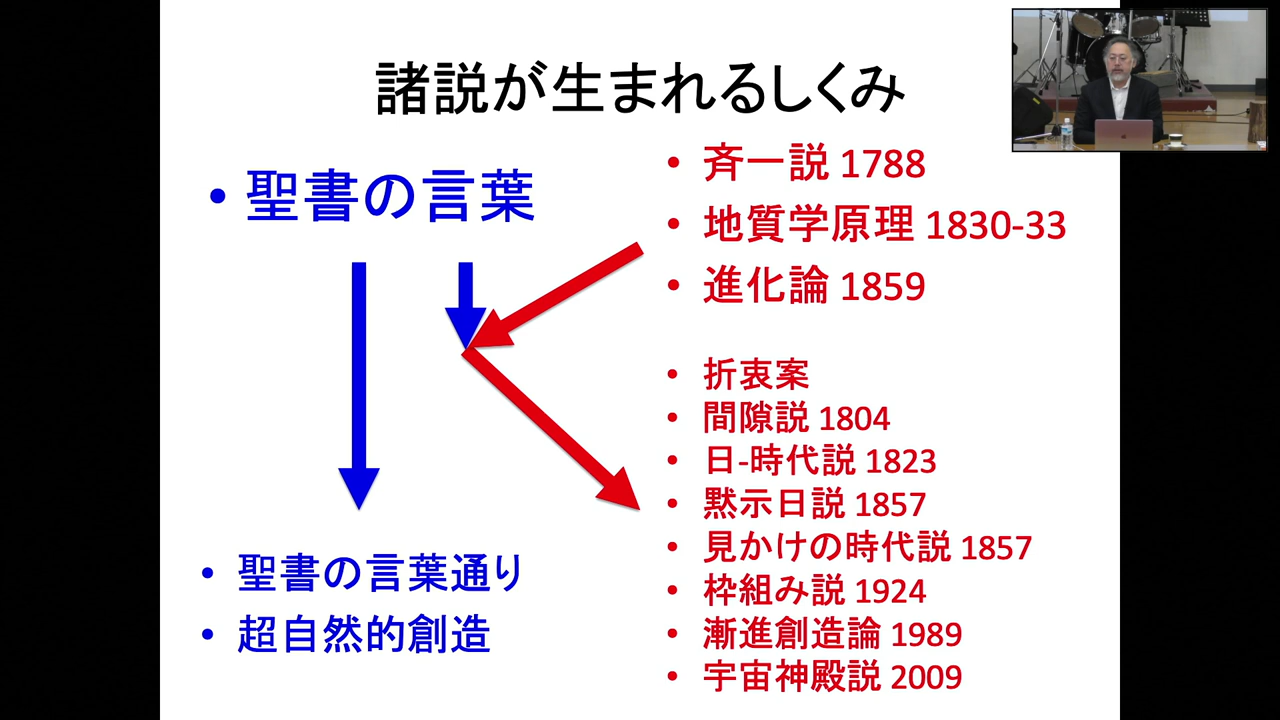 諸説が生まれるしくみ
• 聖書の言葉
• 聖書の言葉通り
• 超自然的創造
• 斉一説 1788
• 地質学原理 1830-33
• 進化論 1859
• 折衷案
• 間隙説 1804
• 日-時代説 1823
• 黙示日説 1857
• 見かけの時代説 1857
• 枠組み説 1924
• 漸進創造論 1989
• 宇宙神殿説 2009